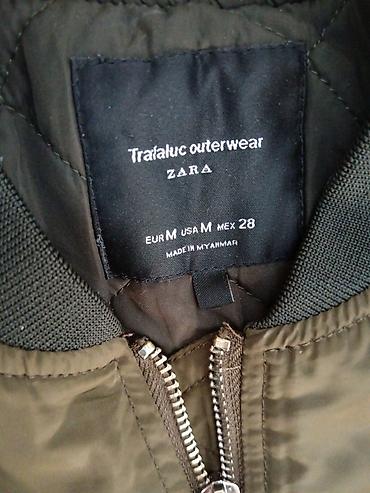 Trafaluc outerwear
ZARA
EUR M USA M MEX 28
MADE IN MYANMAR